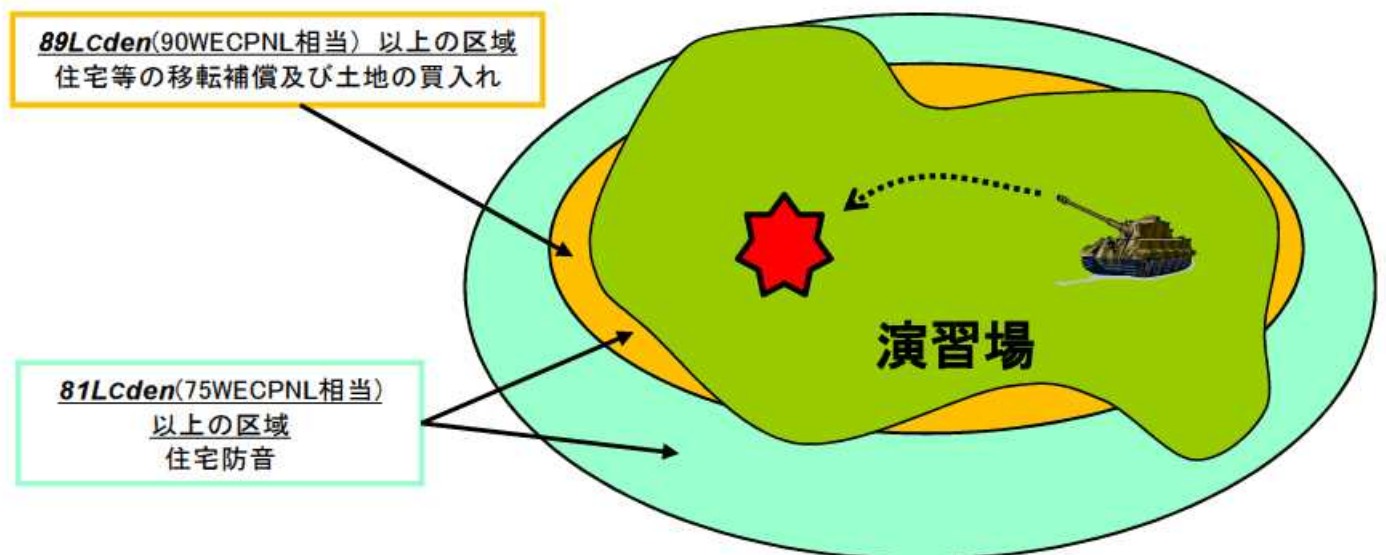 89LCden(90WECPNL相当) 以上の区域
住宅等の移転補償及び土地の買入れ
演習場
81LCden(75WECPNL相当)
以上の区域
住宅防音